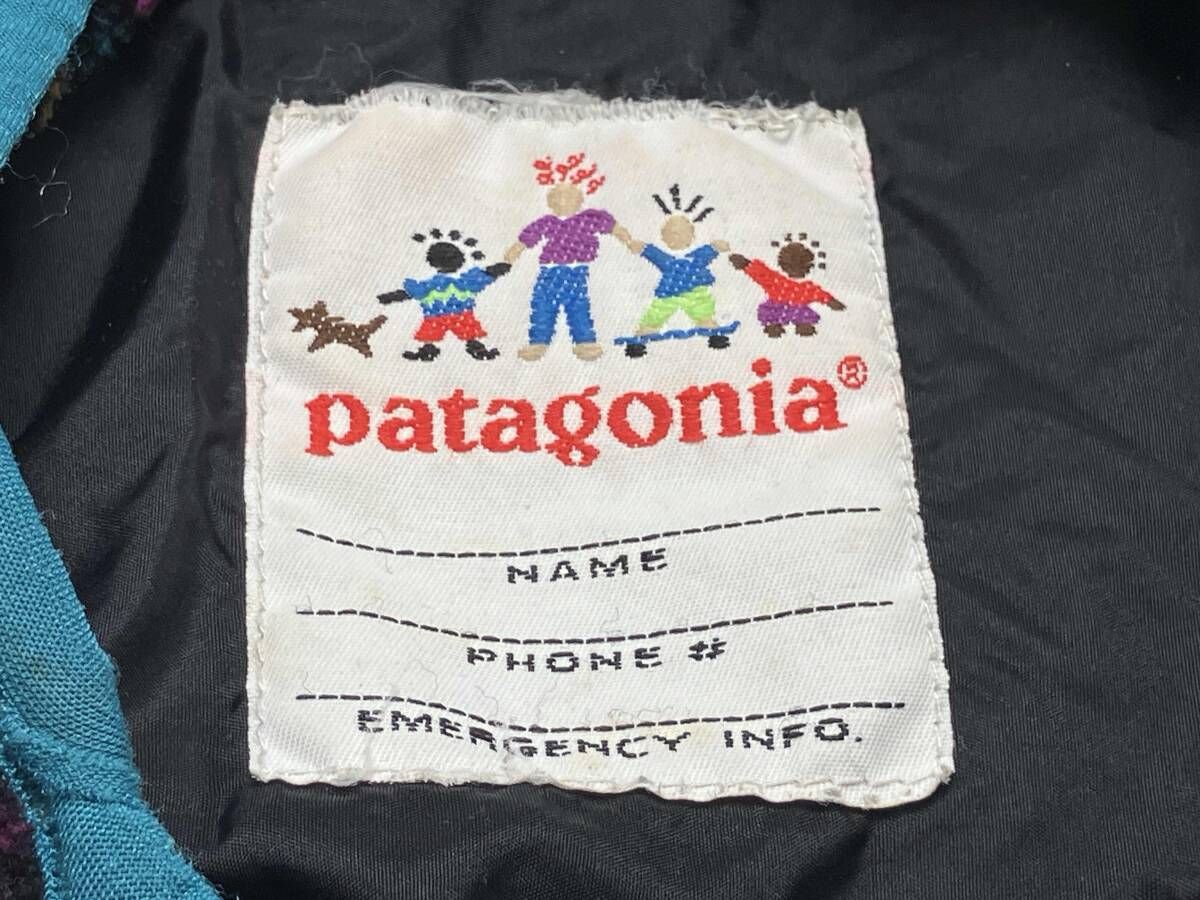 patagonia®
NAME
PHONE #
EMERGENCY INFO.